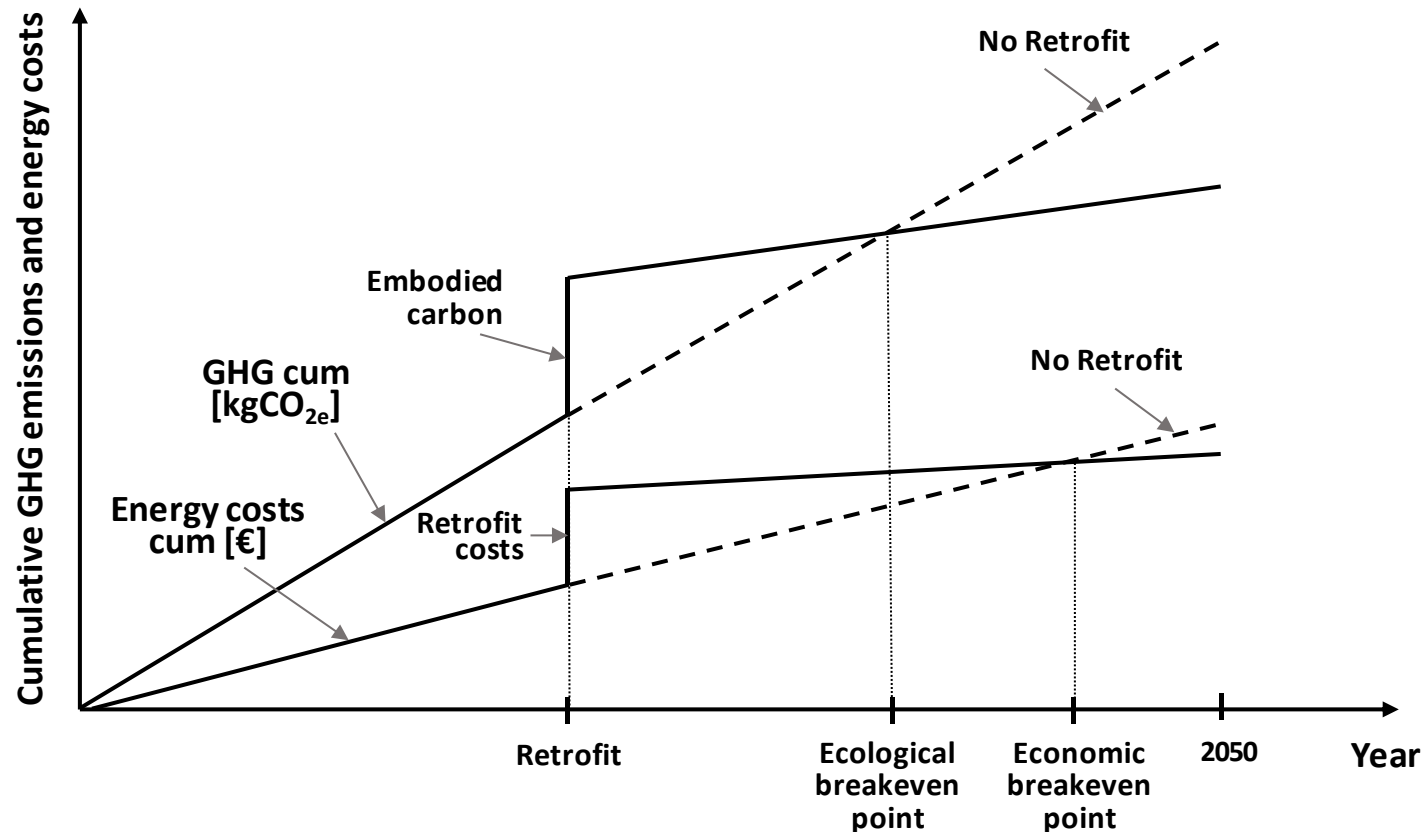 Cumulative GHG emissions and energy costs
No Retrofit
Embodied
carbon
GHG cum
[kgCO₂ₑ]
No Retrofit
Energy costs
cum [€]
Retrofit
costs
Retrofit
Ecological
breakeven
point
Economic
breakeven
point
2050
Year